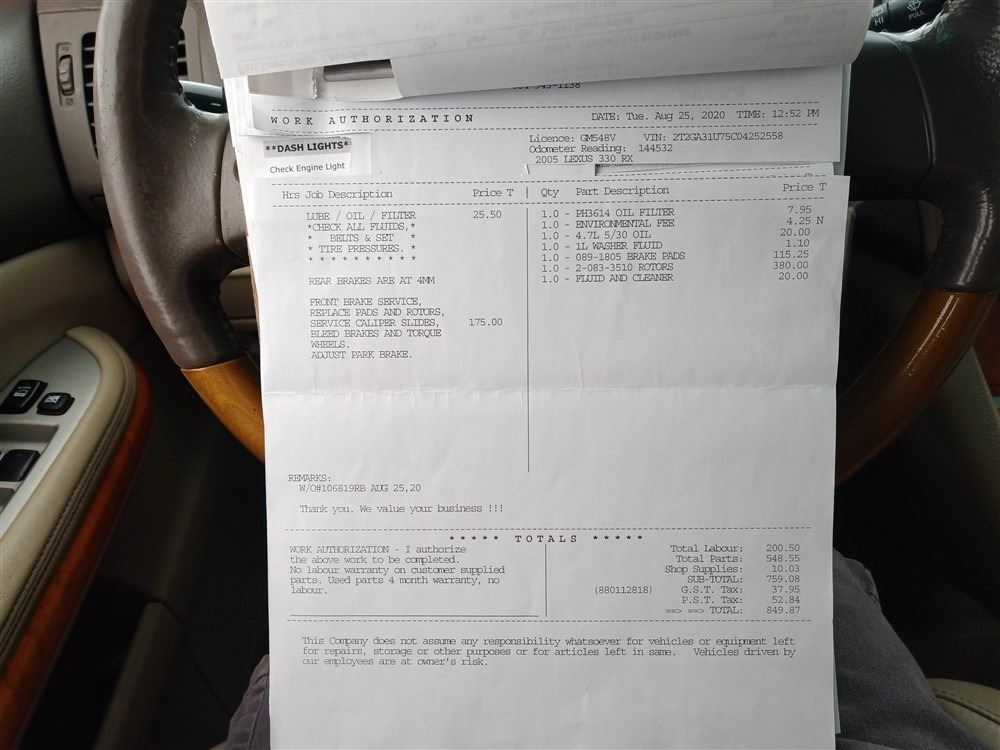 PULL
WORK AUTHORIZATION DATE: Tue. Aug 25, 2020 TIME: 12:52 PM
**DASH LIGHTS*
Check Engine Light
Licence: GM548V VIN: 2T2GA31U75C04252558
Odometer Reading: 144532
2005 LEXUS 330 RX
Hrs Job Description Price T | Qty Part Description Price T
LUBE / OIL / FILTER 25.50
*CHECK ALL FLUIDS,*
* BELTS & SET *
* TIRE PRESSURES. *
* * * * * * * * * *
REAR BRAKES ARE AT 4MM
FRONT BRAKE SERVICE,
REPLACE PADS AND ROTORS,
SERVICE CALIPER SLIDES, 175.00
BLEED BRAKES AND TORQUE
WHEELS.
ADJUST PARK BRAKE.
1.0 - PH3614 OIL FILTER 7.95
1.0 - ENVIRONMENTAL FEE 4.25 N
1.0 - 4.7L 5/30 OIL 20.00
1.0 - 1L WASHER FLUID 1.10
1.0 - 089-1805 BRAKE PADS 115.25
1.0 - 2-083-3510 ROTORS 380.00
1.0 - FLUID AND CLEANER 20.00
REMARKS:
W/O#106819RB AUG 25,20
Thank you. We value your business !!!
* * * * * T O T A L S * * * * *
WORK AUTHORIZATION - I authorize
the above work to be completed.
No labour warranty on customer supplied
parts. Used parts 4 month warranty, no
labour.
Total Labour: 200.50
Total Parts: 548.55
Shop Supplies: 10.03
SUB-TOTAL: 759.08
(880112818) G.S.T. Tax: 37.95
P.S.T. Tax: 52.84
==> ==> TOTAL: 849.87
This Company does not assume any responsibility whatsoever for vehicles or equipment left
for repairs, storage or other purposes or for articles left in same. Vehicles driven by
our employees are at owner's risk.